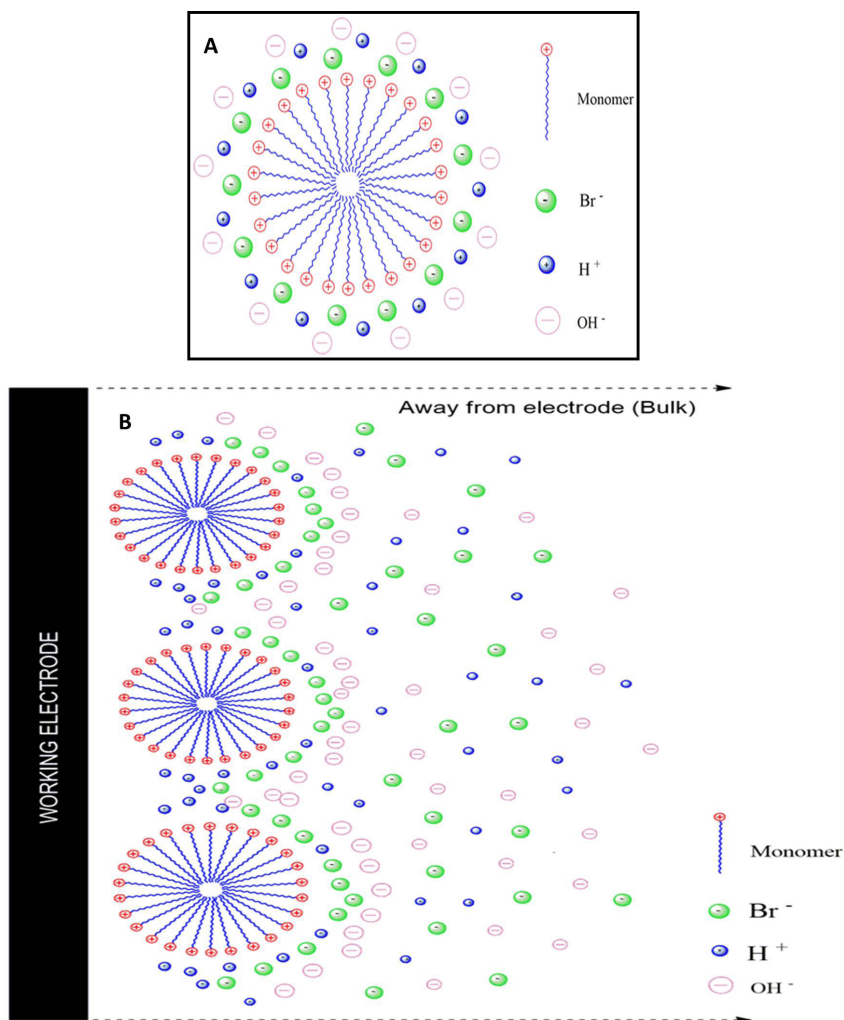 A
Monomer
Br -
H +
OH -
Away from electrode (Bulk)
B
WORKING ELECTRODE
Monomer
Br -
H +
OH -